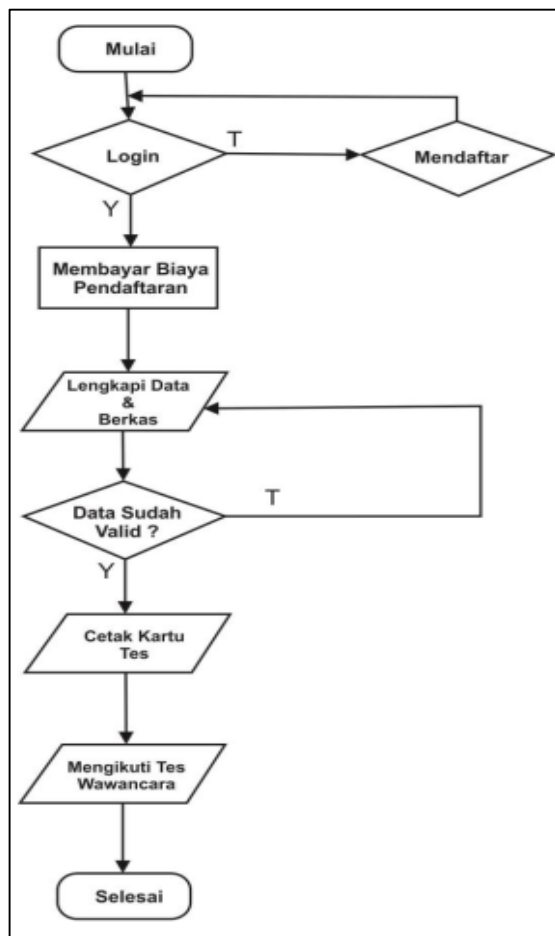 Mulai
Login
T
Mendaftar
Y
Membayar Biaya
Pendaftaran
Lengkapi Data
&
Berkas
Data Sudah
Valid ?
T
Y
Cetak Kartu
Tes
Mengikuti Tes
Wawancara
Selesai